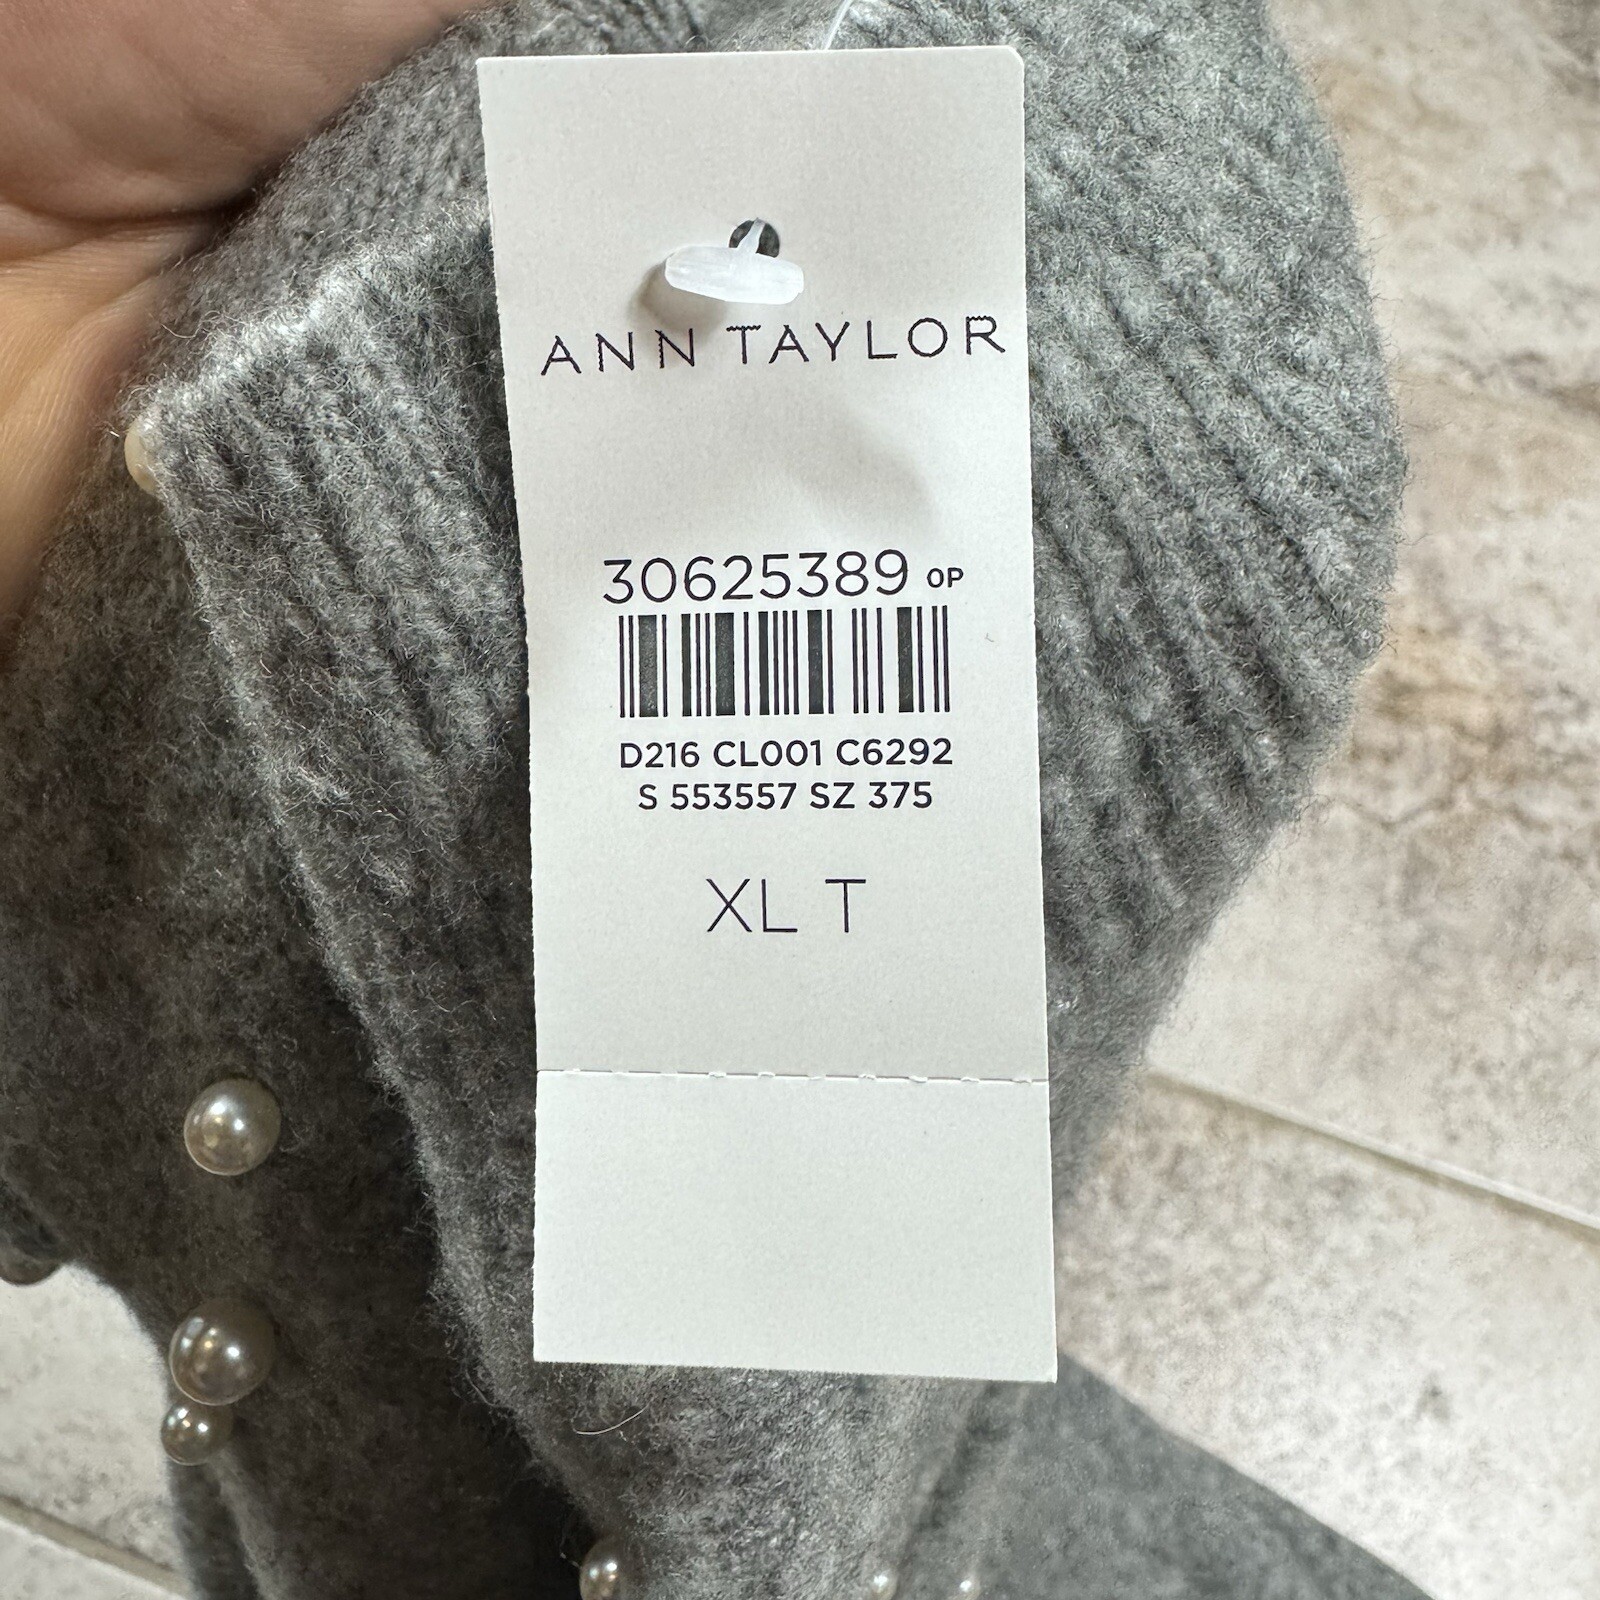 ANN TAYLOR
30625389 OP
D216 CL001 C6292
S 553557 SZ 375
XL T